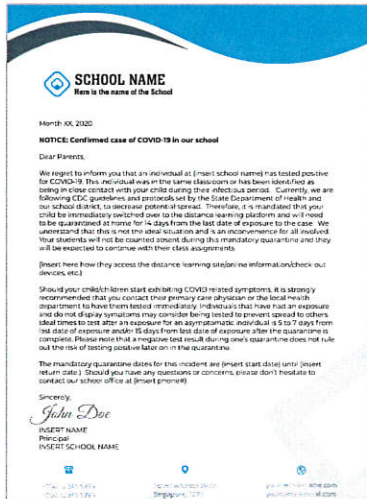 SCHOOL NAME
Here is the name of the School
Month XX, 2020
NOTICE: Confirmed case of COVID-19 in our school
Dear Parents,
We regret to inform you that an individual at (insert school name) has tested positive
for COVID-19. This individual was in the same classroom or has been identified as
being in close contact with your child during their infectious period. Currently, we are
following CDC guidelines and protocols set by the State Department of Health and
our school district, to decrease potential spread. Therefore, it is mandated that your
child be immediately switched over to the distance learning platform and will need
to be quarantined at home for 14 days from the last date of exposure to the case. We
understand that this is not the ideal situation and is an inconvenience for all involved.
Your students will not be counted absent during this mandatory quarantine and they
will be expected to continue with their class assignments.
(Insert here how they access the distance learning site/online information/check out
devices, etc.)
Should your child/children start exhibiting COVID related symptoms, it is strongly
recommended that you contact their primary care physician or the local health
department to have them tested immediately. Individuals that have had an exposure
and do not display symptoms may consider being tested to prevent spread to others.
Ideal times to test after an exposure for an asymptomatic individual is 5 to 7 days from
last date of exposure and/or 15 days from last date of exposure after the quarantine is
complete. Please note that a negative test result during one's quarantine does not rule
out the risk of testing positive later on in the quarantine.
The mandatory quarantine dates for this incident are (insert start date) until (insert
return date.) Should you have any questions or concerns, please don't hesitate to
contact our school office at (insert phone#)
Sincerely,
John Doe
INSERT NAME
Principal
INSERT SCHOOL NAME